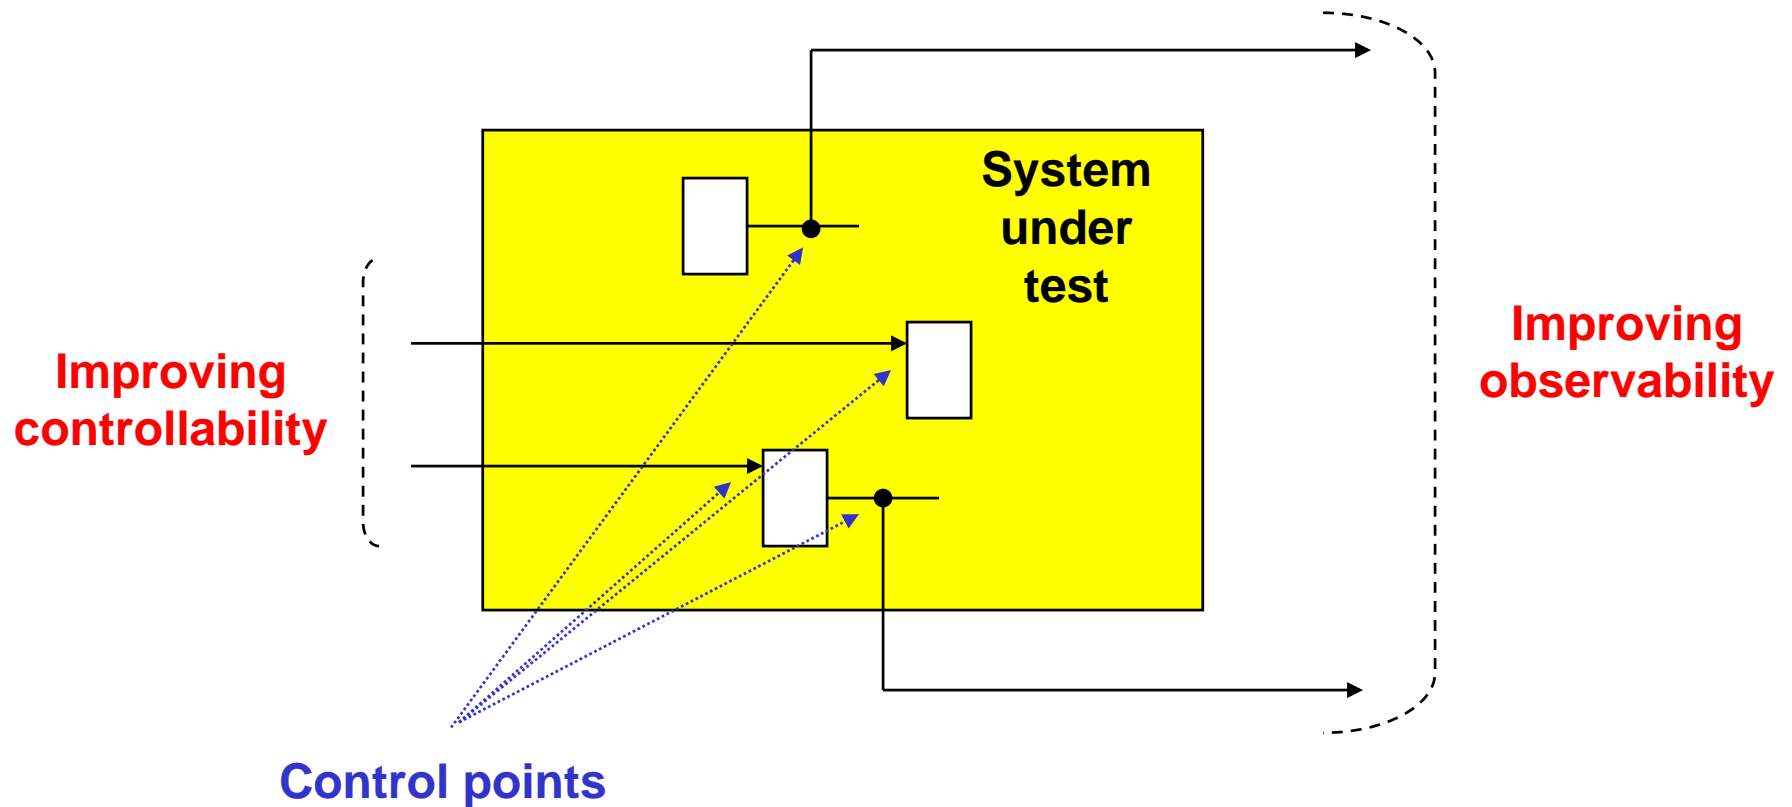 System
under
test
Improving
controllability
Improving
observability
Control points